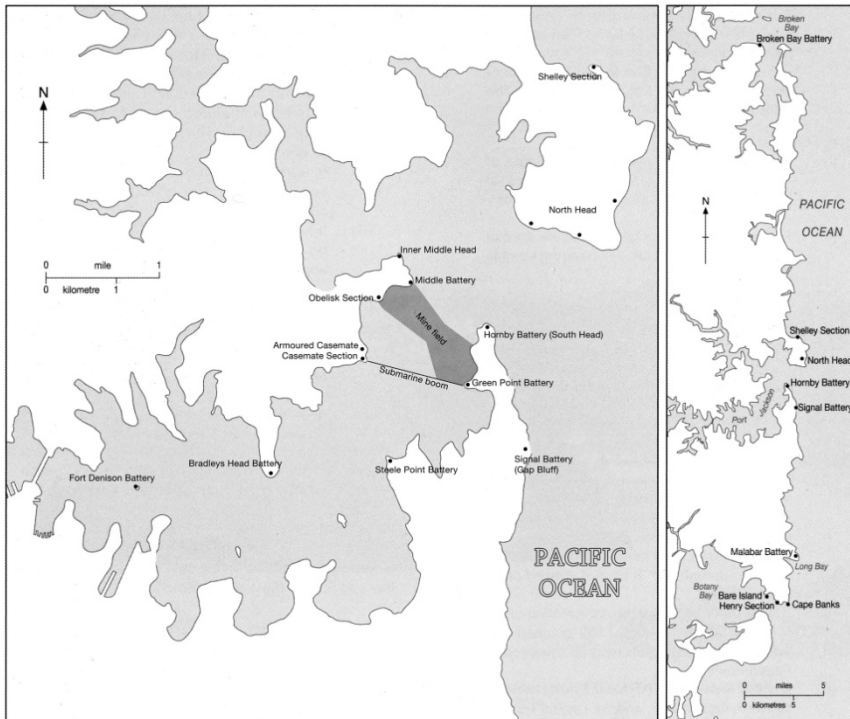 Shelley Section
N
North Head
mile
0
1
0
1
kilometre
Inner Middle Head
Middle Battery
Obelisk Section
Mine field
Hornby Battery (South Head)
Armoured Casemate
Casemate Section
Submarine boom
Green Point Battery
Bradleys Head Battery
Steele Point Battery
Signal Battery
(Gap Bluff)
Fort Denison Battery
PACIFIC
OCEAN
Broken
Bay
Broken Bay Battery
N
PACIFIC
OCEAN
Shelley Section
North Head
Hornby Battery
Port Jackson
Signal Battery
Malabar Battery
Long Bay
Botany
Bay
Bare Island
Henry Section
Cape Banks
miles
0
5
0
5
kilometres